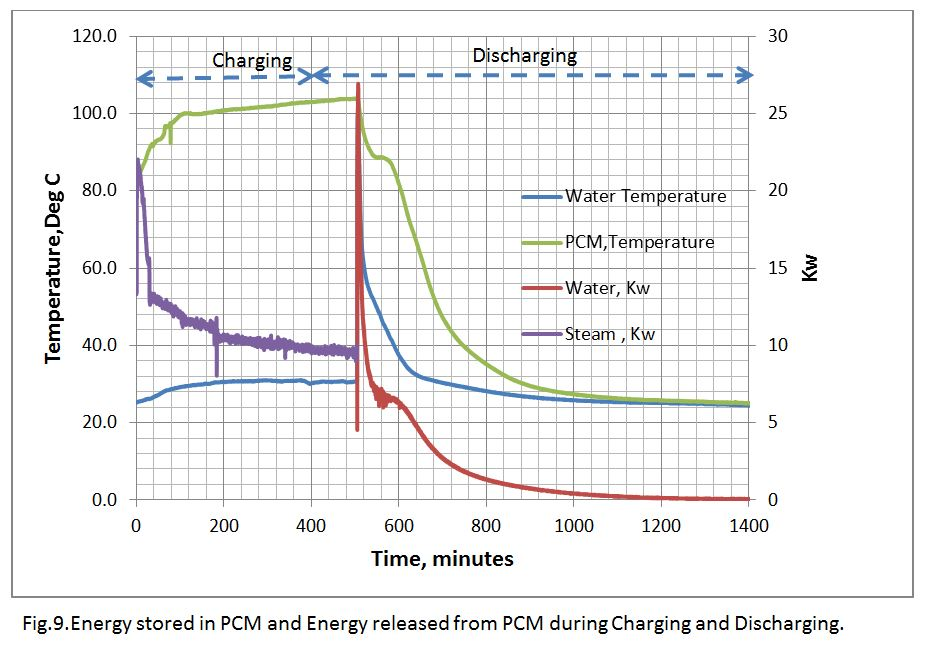 120.0
30
Charging
Discharging
100.0
25
80.0
20
Water Temperature
PCM,Temperature
60.0
15
Water, Kw
Steam , Kw
Temperature,Deg C
Kw
40.0
10
20.0
5
0.0
0
0 200 400 600 800 1000 1200 1400
Time, minutes
Fig.9.Energy stored in PCM and Energy released from PCM during Charging and Discharging.